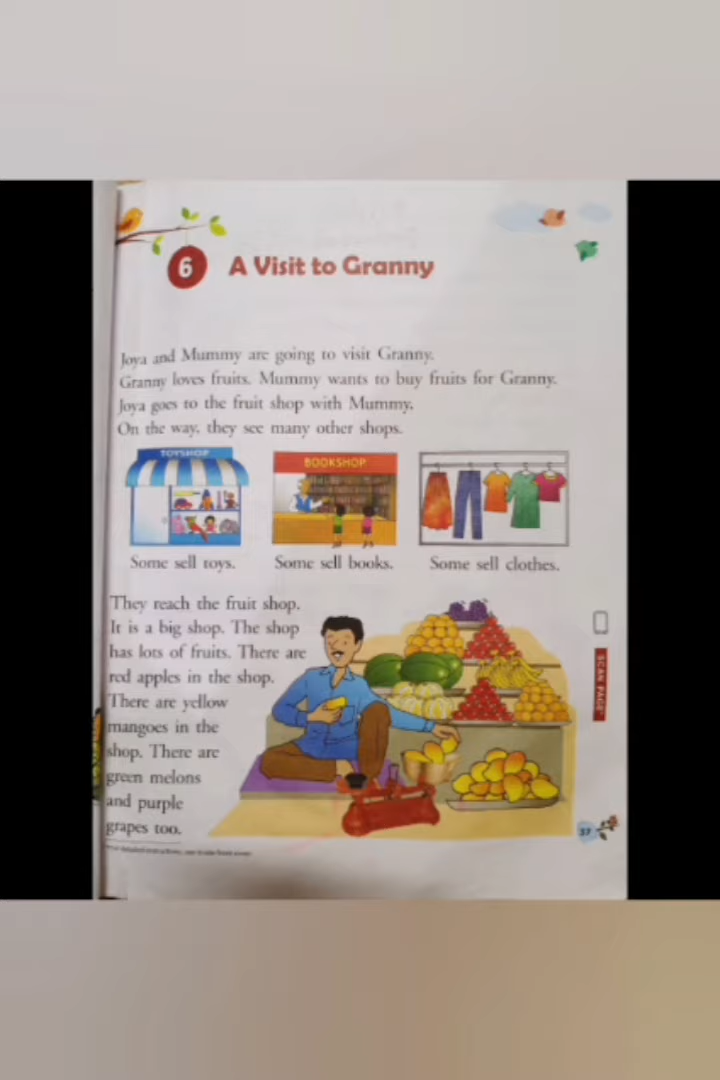 6 A Visit to Granny
Joya and Mummy are going to visit Granny.
Granny loves fruits. Mummy wants to buy fruits for Granny.
Joya goes to the fruit shop with Mummy.
On the way, they see many other shops.
TOYSHOP
BOOKSHOP
Some sell toys.
Some sell books.
Some sell clothes.
They reach the fruit shop.
It is a big shop. The shop
has lots of fruits. There are
red apples in the shop.
There are yellow
mangoes in the
shop. There are
green melons
and purple
grapes too.
SCAN PAGE
37